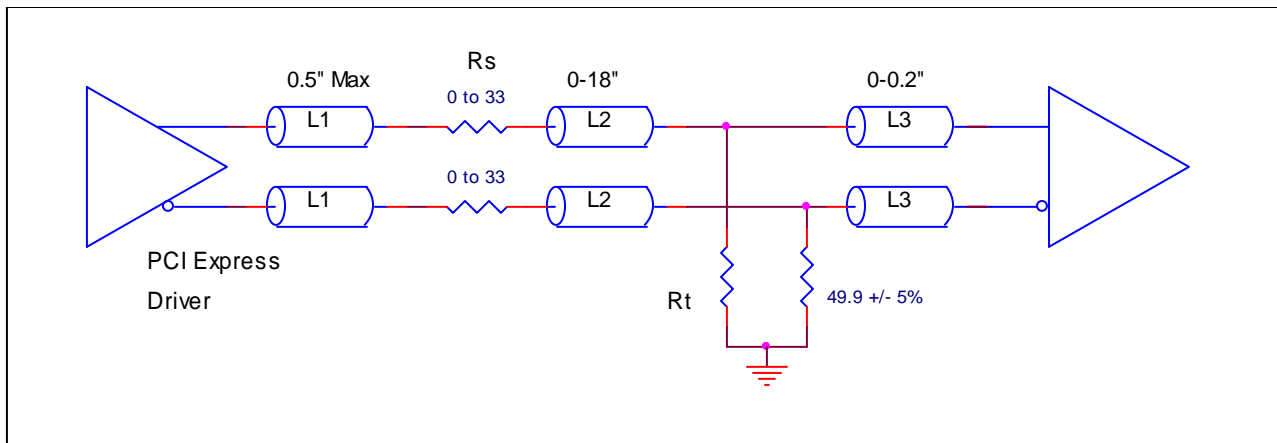 Rs
0.5" Max
0-18"
0-0.2"
0 to 33
L1
L2
L3
0 to 33
L1
L2
L3
PCI Express
Driver
Rt
49.9 +/- 5%